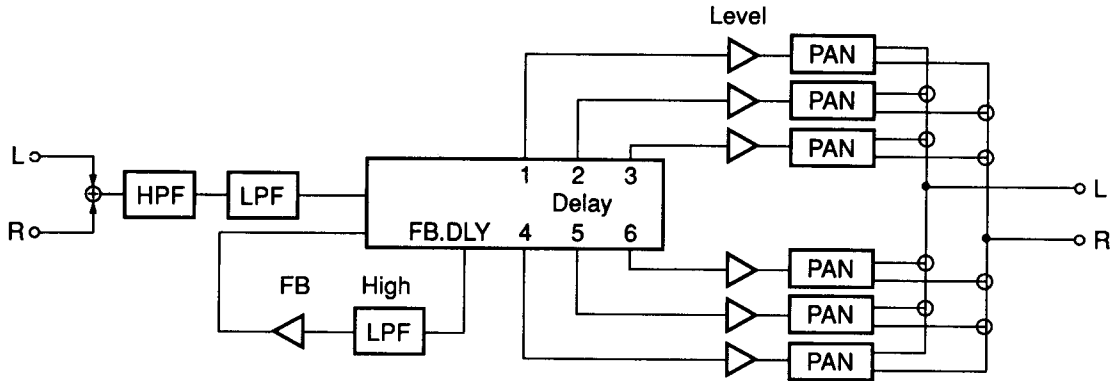 Level
PAN
PAN
PAN
L
R
HPF
LPF
1 2 3
Delay
FB.DLY 4 5 6
L
R
FB
High
LPF
PAN
PAN
PAN